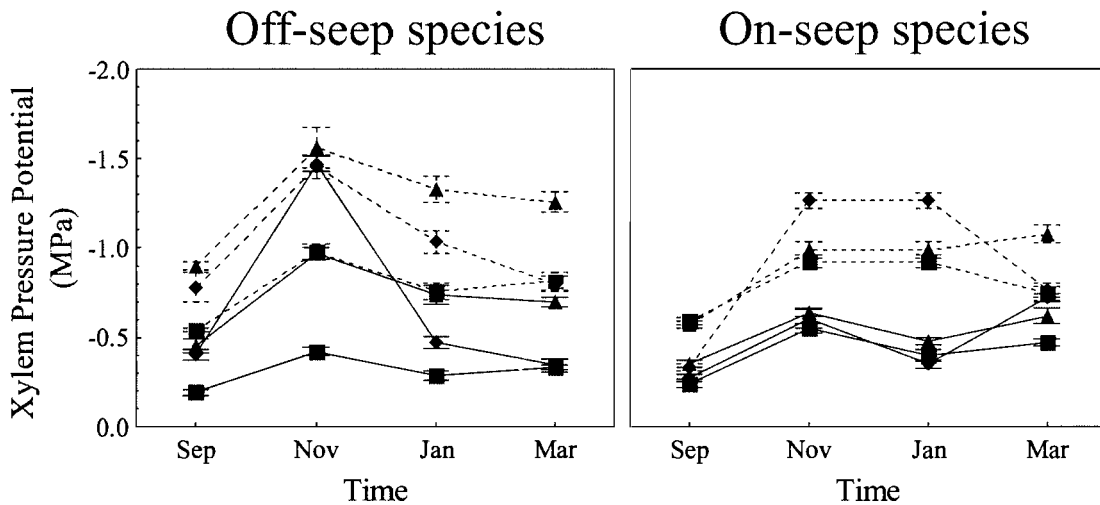 Off-seep species
On-seep species
Xylem Pressure Potential
(MPa)
-2.0
-1.5
-1.0
-0.5
0.0
Sep Nov Jan Mar
Sep Nov Jan Mar
Time
Time